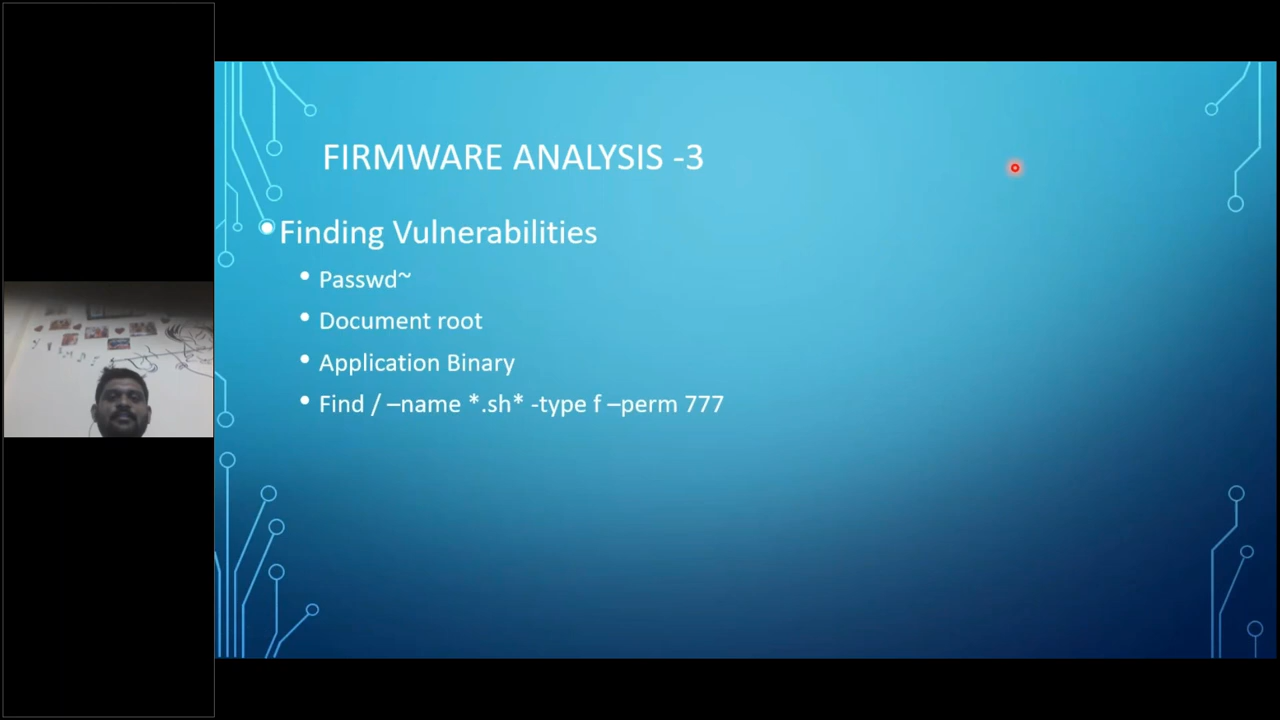 FIRMWARE ANALYSIS -3
Finding Vulnerabilities
Passwd~
Document root
Application Binary
Find / –name *.sh* -type f –perm 777